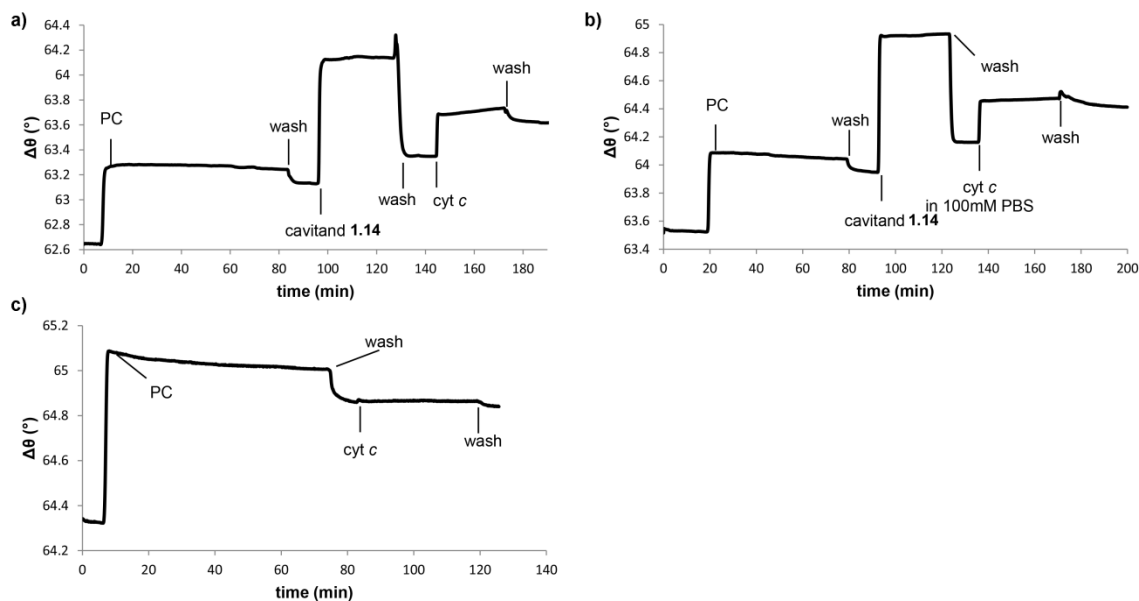 a)
64.4
64.2
64
63.8
63.6
63.4
63.2
63
62.8
62.6
Δθ (°)
0 20 40 60 80 100 120 140 160 180
time (min)
PC
wash
cavitand 1.14
wash
cyt c
wash
b)
65
64.8
64.6
64.4
64.2
64
63.8
63.6
63.4
Δθ (°)
0 20 40 60 80 100 120 140 160 180 200
time (min)
PC
wash
cavitand 1.14
wash
cyt c
in 100mM PBS
wash
c)
65.2
65
64.8
64.6
64.4
64.2
Δθ (°)
0 20 40 60 80 100 120 140
time (min)
PC
wash
cyt c
wash